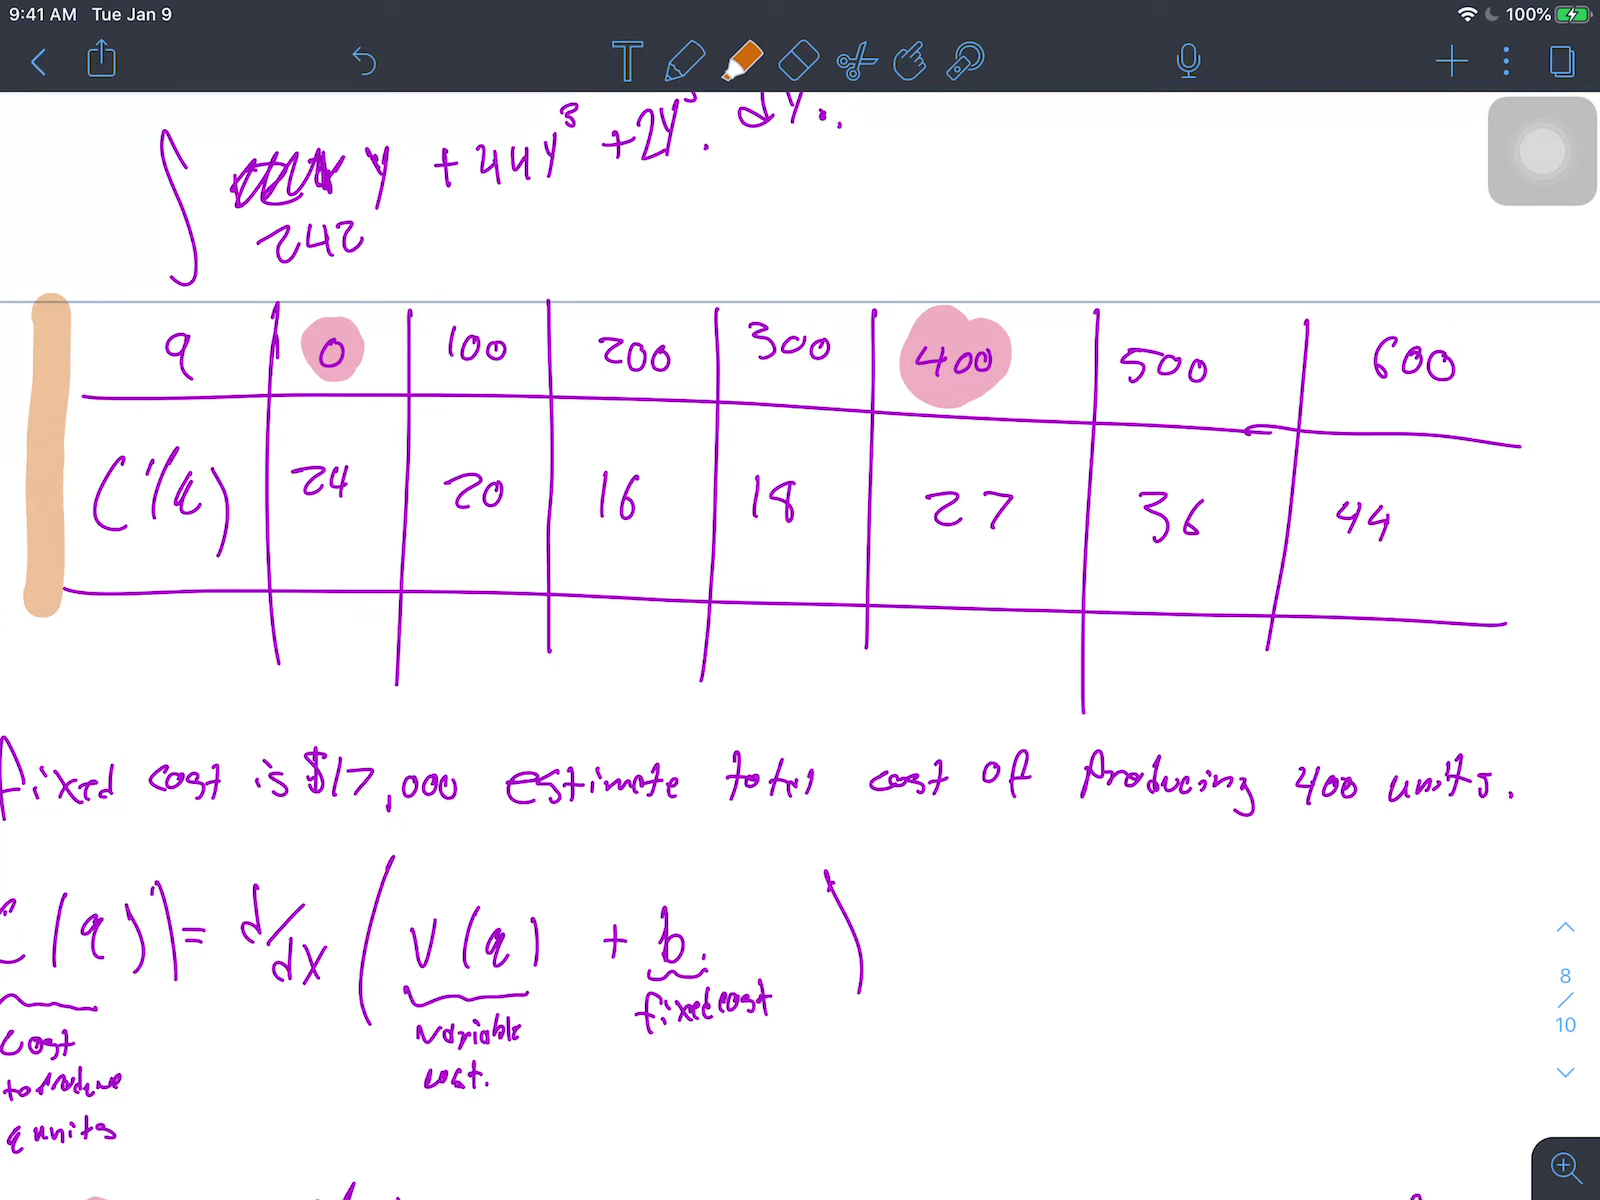 9:41 AM Tue Jan 9 100%
T
∫ y + 44y³ + 2y⁵. dy.
242
q 0 100 200 300 400 500 600
C'(q) 24 20 16 18 27 36 44
fixed cost is $17,000 estimate total cost of producing 400 units.
C(q))' = d/dx (V(q) + b.)
variable fixed cost
cost.
cost
to produce
q units
8
/
10